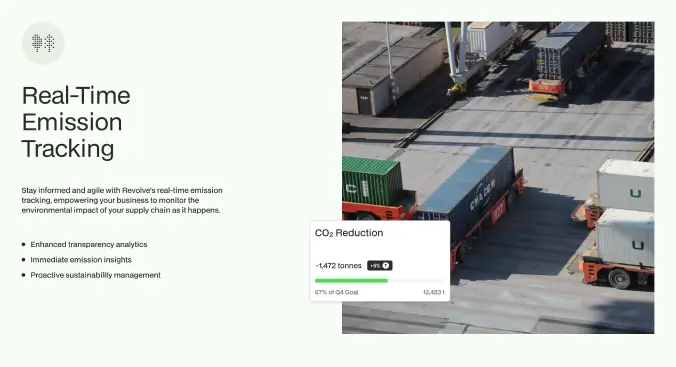 Real-Time
Emission
Tracking
Stay informed and agile with Revolve's real-time emission
tracking, empowering your business to monitor the
environmental impact of your supply chain as it happens.
Enhanced transparency analytics
Immediate emission insights
Proactive sustainability management
CMA CGM
U
U
CO₂ Reduction
-1,472 tonnes
67% of Q4 Goal
12,483 t